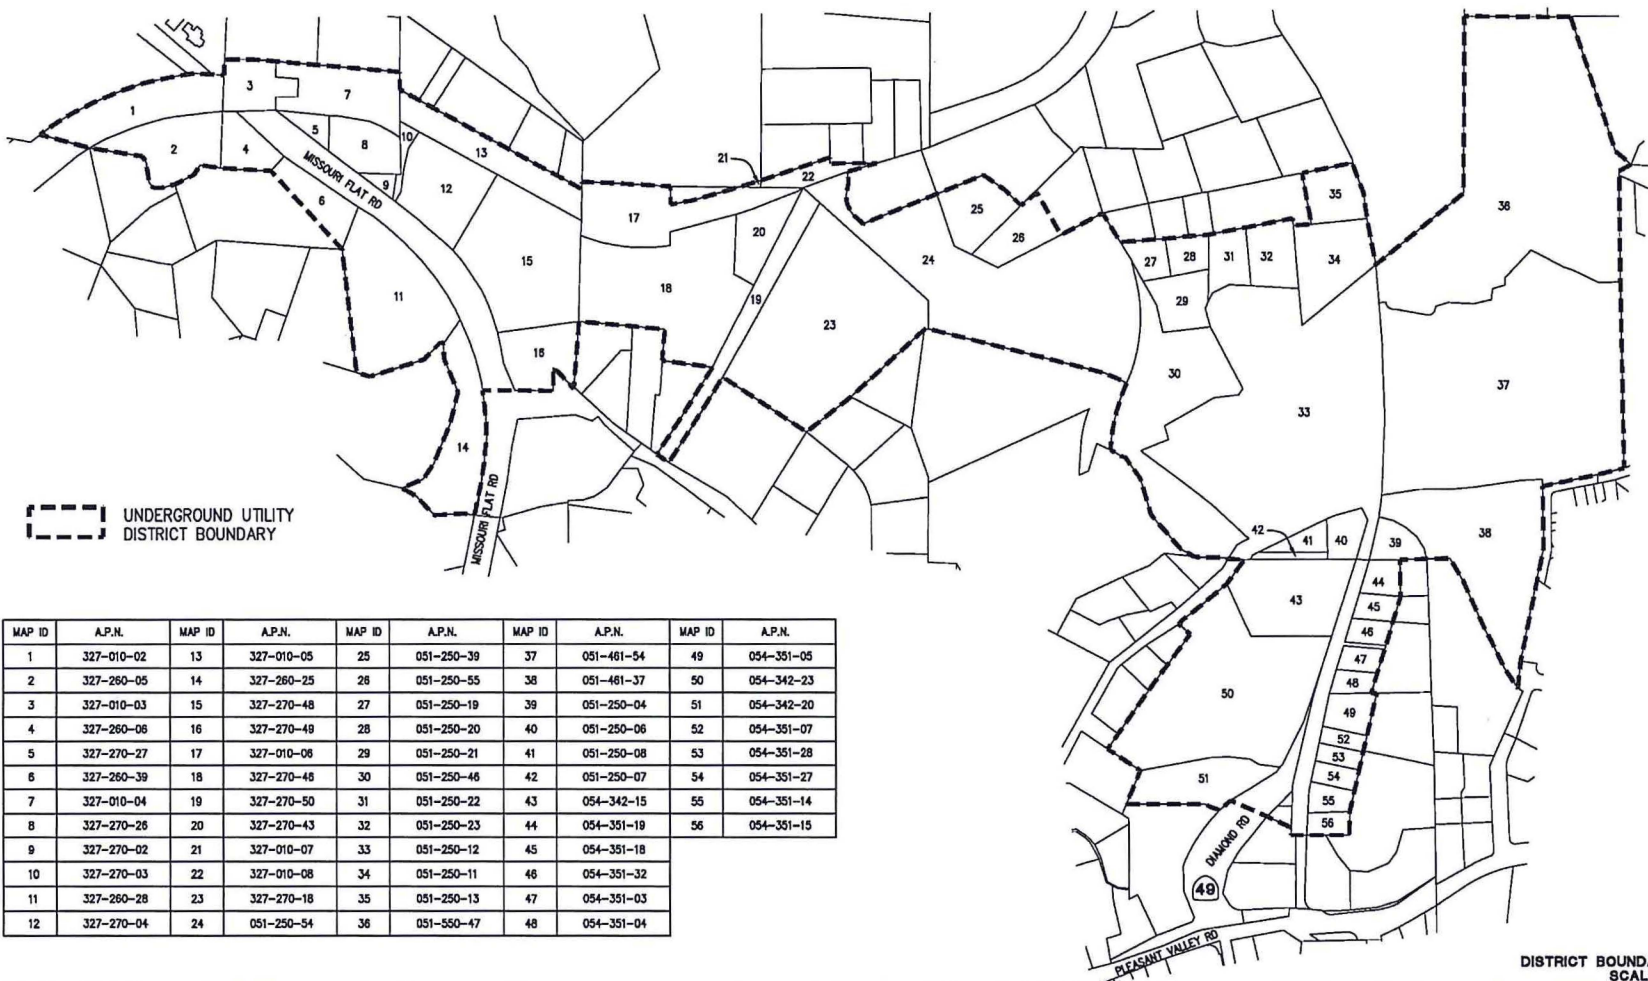 1
2
3
4
5
6
7
8
9
10
11
12
13
14
15
16
17
18
19
20
21
22
23
24
25
26
27
28
29
30
31
32
33
34
35
36
37
38
39
40
41
42
43
44
45
46
47
48
49
50
51
52
53
54
55
56
MISSOURI FLAT RD
MISSOURI FLAT RD
DIAMOND RD
49
PLEASANT VALLEY RD
UNDERGROUND UTILITY
DISTRICT BOUNDARY
MAP ID A.P.N. MAP ID A.P.N. MAP ID A.P.N. MAP ID A.P.N. MAP ID A.P.N.
1 327-010-02 13 327-010-05 25 051-250-39 37 051-461-54 49 054-351-05
2 327-260-05 14 327-260-25 26 051-250-55 38 051-461-37 50 054-342-23
3 327-010-03 15 327-270-48 27 051-250-19 39 051-250-04 51 054-342-20
4 327-260-06 16 327-270-49 28 051-250-20 40 051-250-06 52 054-351-07
5 327-270-27 17 327-010-06 29 051-250-21 41 051-250-08 53 054-351-28
6 327-260-39 18 327-270-46 30 051-250-46 42 051-250-07 54 054-351-27
7 327-010-04 19 327-270-50 31 051-250-22 43 054-342-15 55 054-351-14
8 327-270-26 20 327-270-43 32 051-250-23 44 054-351-19 56 054-351-15
9 327-270-02 21 327-010-07 33 051-250-12 45 054-351-18
10 327-270-03 22 327-010-08 34 051-250-11 46 054-351-32
11 327-260-28 23 327-270-18 35 051-250-13 47 054-351-03
12 327-270-04 24 051-250-54 36 051-550-47 48 054-351-04
DISTRICT BOUND
SCAL